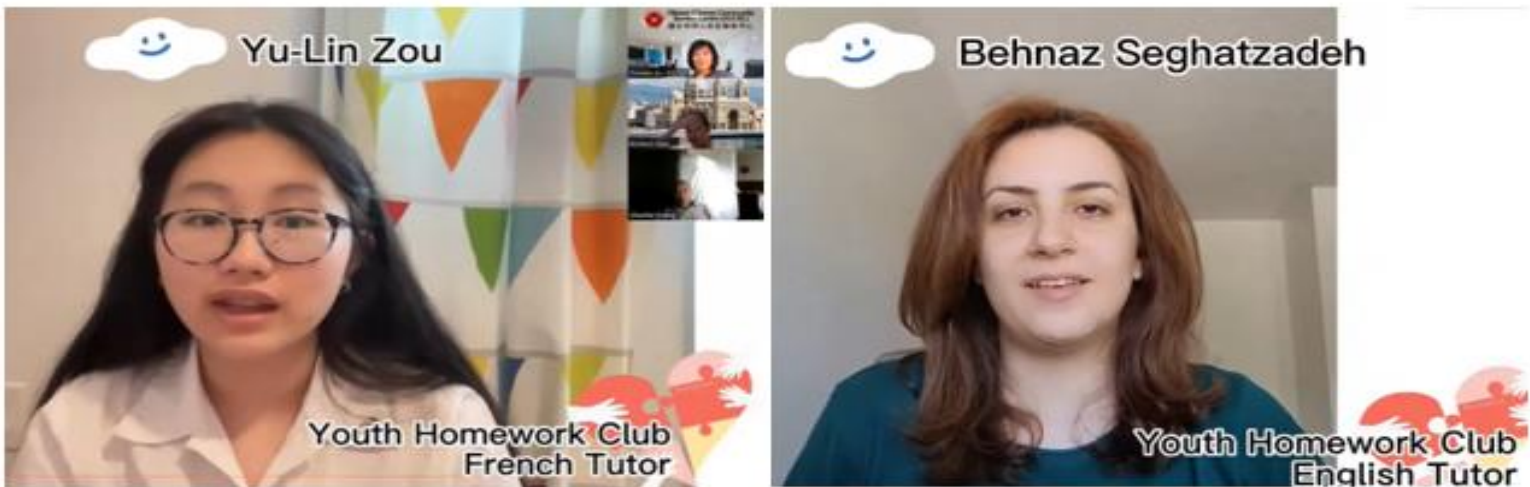 Yu-Lin Zou
Youth Homework Club
French Tutor
Behnaz Seghatzadeh
Youth Homework Club
English Tutor